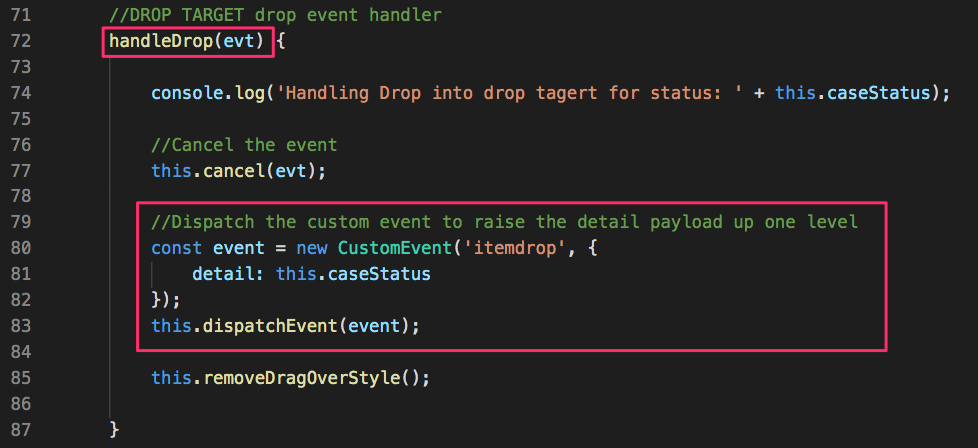 71 //DROP TARGET drop event handler
72 handleDrop(evt) {
73
74 console.log('Handling Drop into drop tagert for status: ' + this.caseStatus);
75
76 //Cancel the event
77 this.cancel(evt);
78
79 //Dispatch the custom event to raise the detail payload up one level
80 const event = new CustomEvent('itemdrop', {
81 detail: this.caseStatus
82 });
83 this.dispatchEvent(event);
84
85 this.removeDragOverStyle();
86
87 }